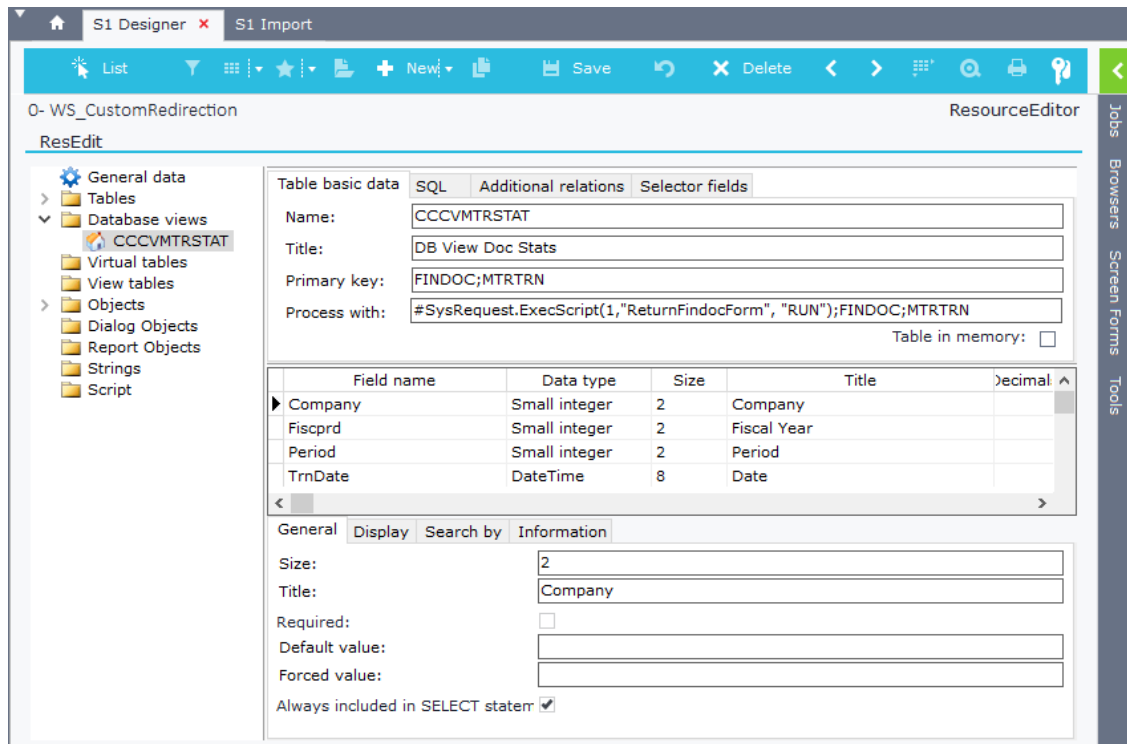 S1 Designer
S1 Import
List New Save Delete
0- WS_CustomRedirection ResourceEditor
ResEdit
General data
Tables
Database views
CCCVMTRSTAT
Virtual tables
View tables
Objects
Dialog Objects
Report Objects
Strings
Script
Table basic data SQL Additional relations Selector fields
Name: CCCVMTRSTAT
Title: DB View Doc Stats
Primary key: FINDOC;MTRTRN
Process with: #SysRequest.ExecScript(1,"ReturnFindocForm", "RUN");FINDOC;MTRTRN
Table in memory:
Field name Data type Size Title Decimal
Company Small integer 2 Company
Fiscprd Small integer 2 Fiscal Year
Period Small integer 2 Period
TrnDate DateTime 8 Date
General Display Search by Information
Size: 2
Title: Company
Required:
Default value:
Forced value:
Always included in SELECT statem
Jobs
Browsers
Screen Forms
Tools